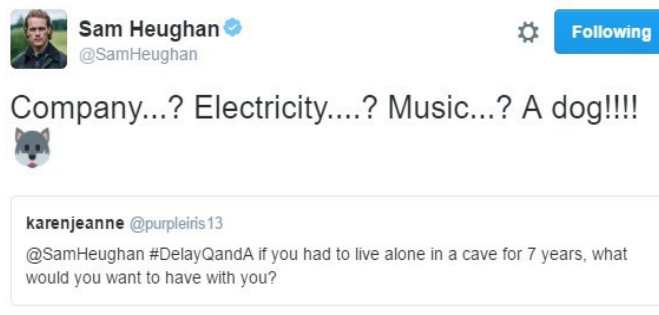 Sam Heughan
@SamHeughan
Following
Company...? Electricity....? Music...? A dog!!!!
karenjeanne @purpleiris13
@SamHeughan #DelayQandA if you had to live alone in a cave for 7 years, what
would you want to have with you?